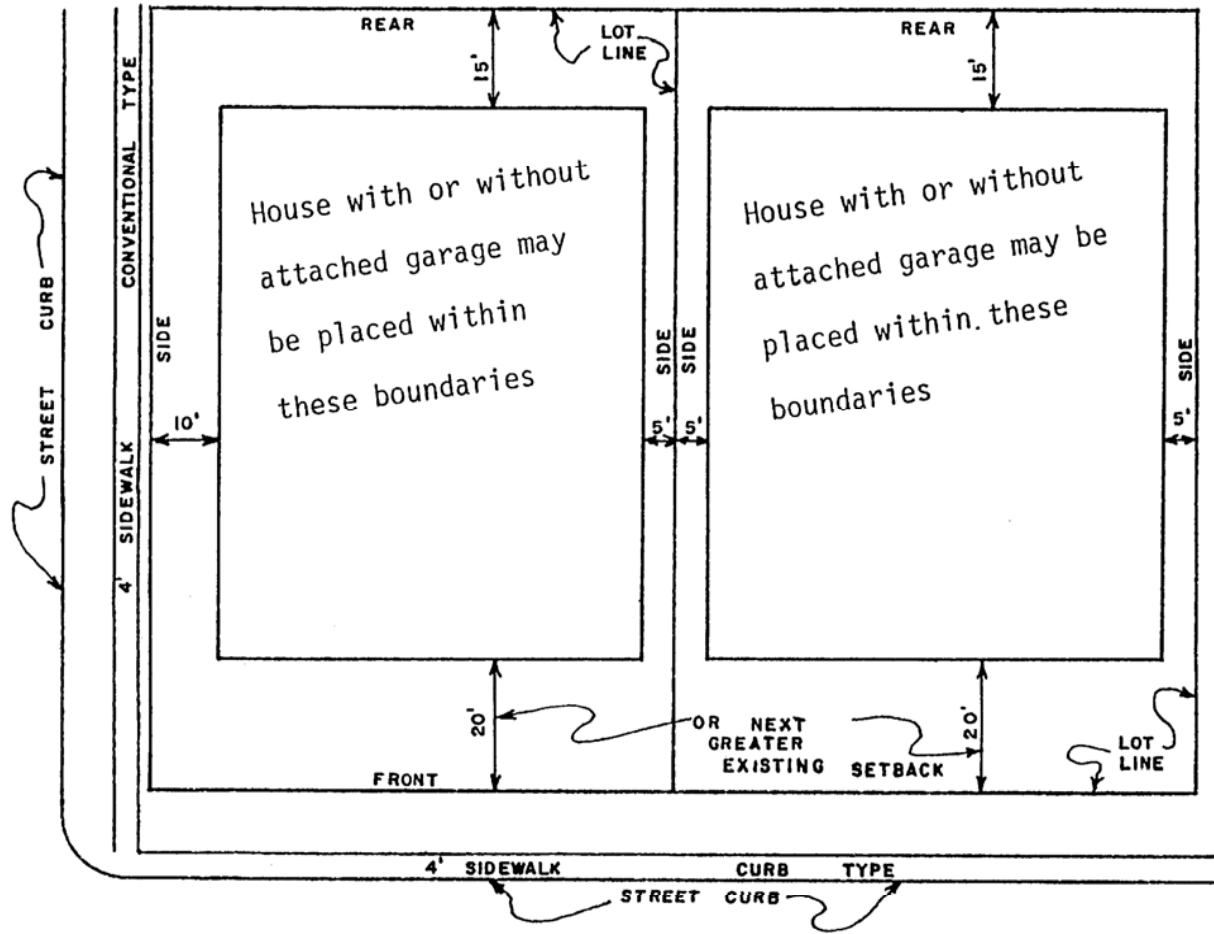 REAR
LOT
LINE
REAR
15'
15'
CONVENTIONAL TYPE
4' SIDEWALK
STREET CURB
House with or without
attached garage may
be placed within
these boundaries
House with or without
attached garage may be
placed within. these
boundaries
SIDE
SIDE
SIDE
SIDE
10'
5'
5'
5'
20'
OR NEXT
GREATER
EXISTING SETBACK
20'
LOT
LINE
FRONT
4' SIDEWALK CURB TYPE
STREET CURB